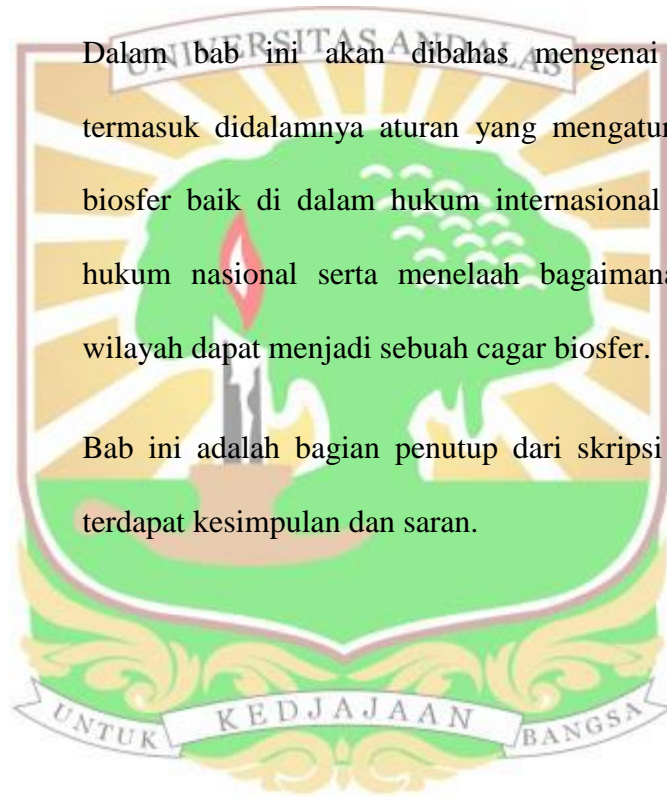 UNIVERSITAS ANDALAS
Dalam bab ini akan dibahas mengenai
termasuk didalamnya aturan yang mengatur
biosfer baik di dalam hukum internasional
hukum nasional serta menelaah bagaimana
wilayah dapat menjadi sebuah cagar biosfer.
Bab ini adalah bagian penutup dari skripsi
terdapat kesimpulan dan saran.
UNTUK KEDJAJAAN BANGSA